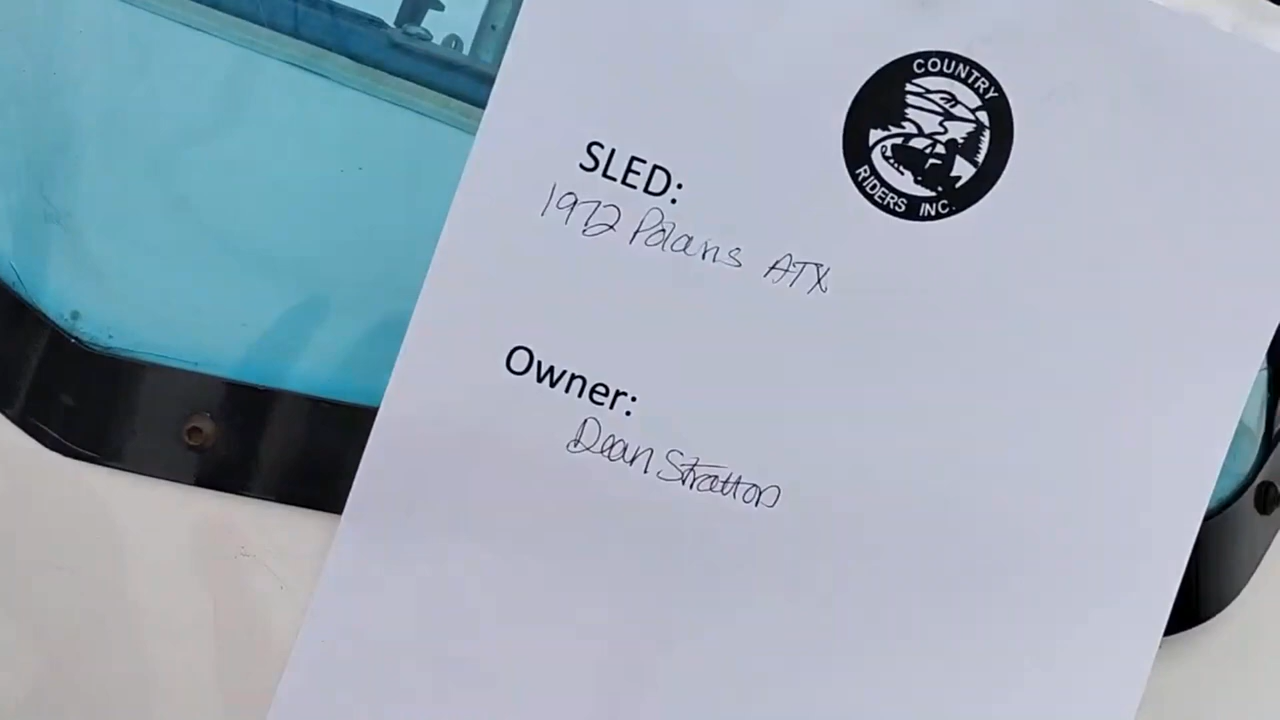 COUNTRY
RIDERS INC.
SLED:
1972 Polaris ATX
Owner:
Dean Stratton